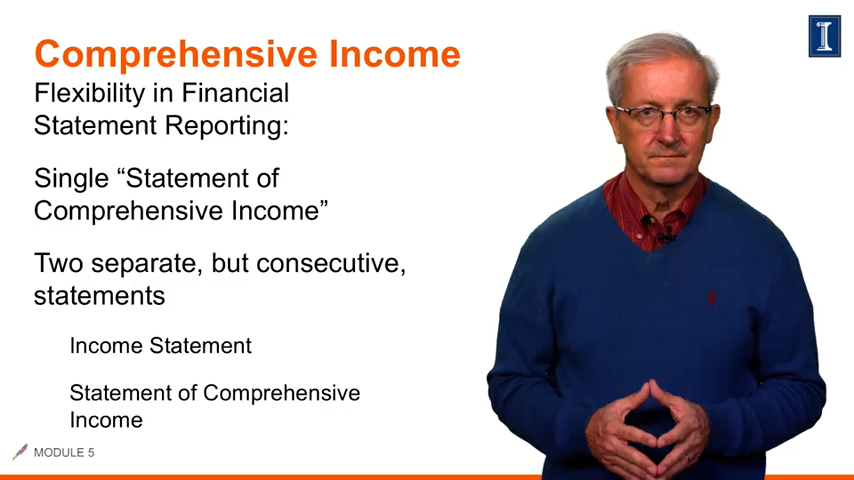 Comprehensive Income
Flexibility in Financial
Statement Reporting:
Single “Statement of
Comprehensive Income”
Two separate, but consecutive,
statements
Income Statement
Statement of Comprehensive
Income
MODULE 5
I